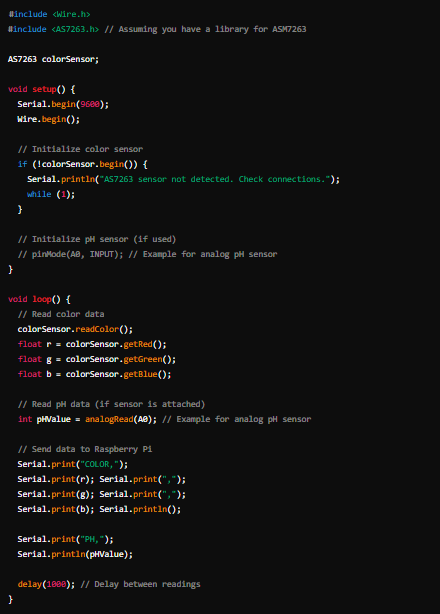 #include <Wire.h>
#include <AS7263.h> // Assuming you have a library for ASM7263
AS7263 colorSensor;
void setup() {
Serial.begin(9600);
Wire.begin();
// Initialize color sensor
if (!colorSensor.begin()) {
Serial.println("AS7263 sensor not detected. Check connections.");
while (1);
}
// Initialize pH sensor (if used)
// pinMode(A0, INPUT); // Example for analog pH sensor
}
void loop() {
// Read color data
colorSensor.readColor();
float r = colorSensor.getRed();
float g = colorSensor.getGreen();
float b = colorSensor.getBlue();
// Read pH data (if sensor is attached)
int pHValue = analogRead(A0); // Example for analog pH sensor
// Send data to Raspberry Pi
Serial.print("COLOR,");
Serial.print(r); Serial.print(",");
Serial.print(g); Serial.print(",");
Serial.print(b); Serial.println();
Serial.print("PH,");
Serial.println(pHValue);
delay(1000); // Delay between readings
}